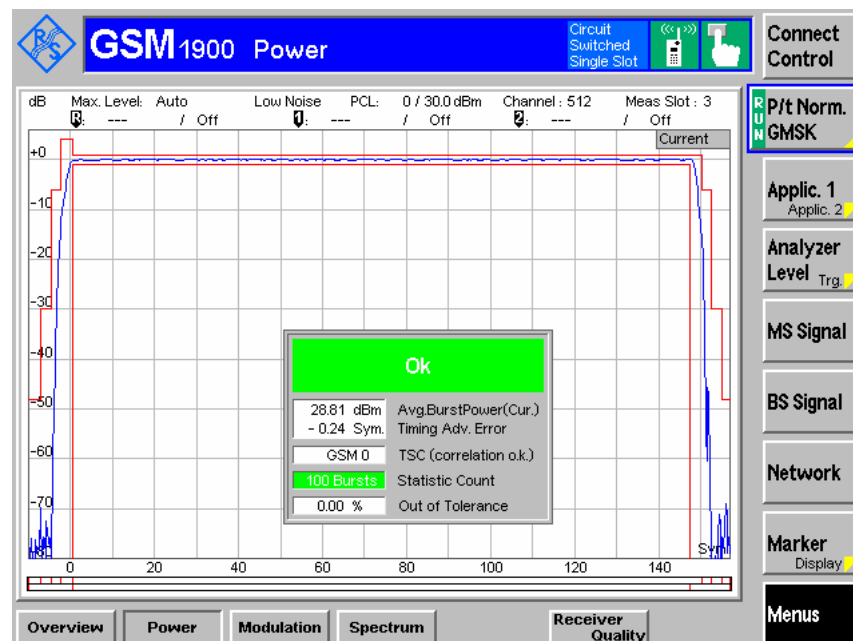 R&S
GSM 1900 Power
Circuit
Switched
Single Slot
Connect
Control
dB Max. Level: Auto Low Noise PCL: 0 / 30.0 dBm Channel : 512 Meas Slot : 3
R: --- / Off 1: --- / Off 2: --- / Off
Current
RUN
P/t Norm.
GMSK
Applic. 1
Applic. 2
Analyzer
Level Trg.
MS Signal
BS Signal
Network
Marker
Display
Menus
+0
-10
-20
-30
-40
-50
-60
-70
0 20 40 60 80 100 120 140
Ok
28.81 dBm Avg.BurstPower(Cur.)
- 0.24 Sym. Timing Adv. Error
GSM 0 TSC (correlation o.k.)
100 Bursts Statistic Count
0.00 % Out of Tolerance
Overview Power Modulation Spectrum Receiver
Quality